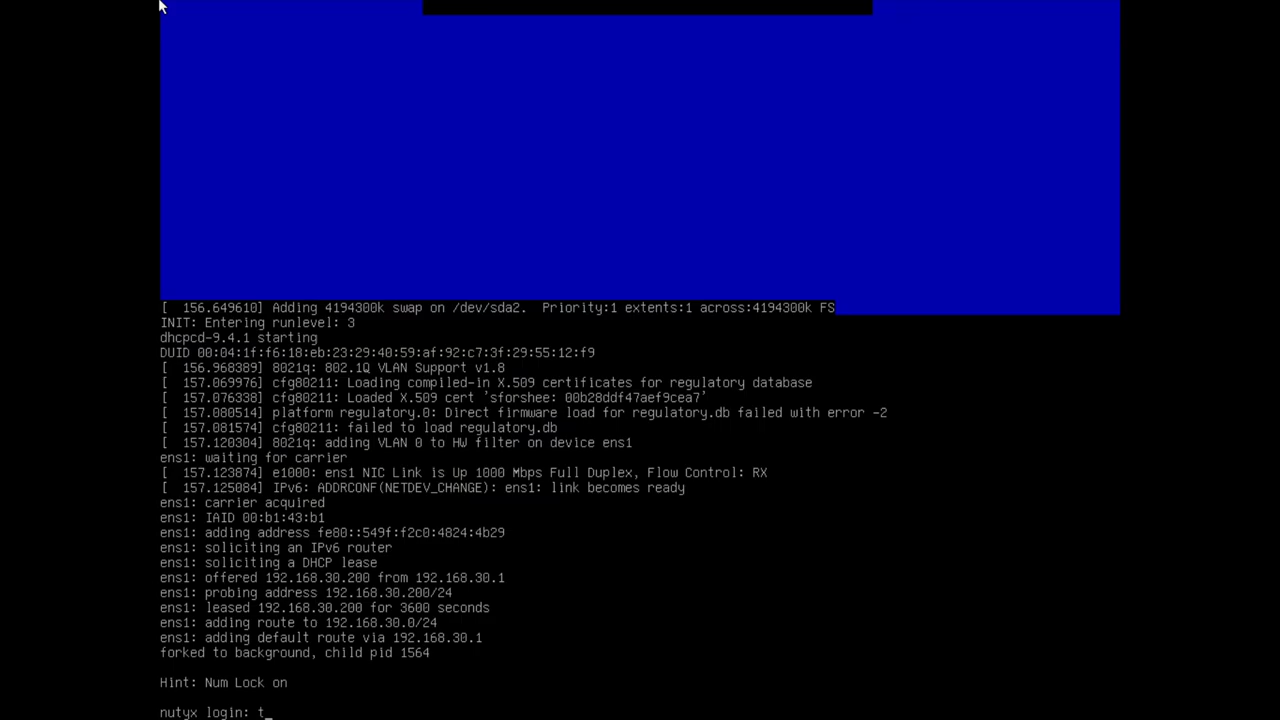 [  156.649610] Adding 4194300k swap on /dev/sda2.  Priority:1 extents:1 across:4194300k FS
INIT: Entering runlevel: 3
dhcpcd-9.4.1 starting
DUID 00:04:1f:f6:18:eb:23:29:40:59:af:92:c7:3f:29:55:12:f9
[  156.968389] 8021q: 802.1Q VLAN Support v1.8
[  157.069976] cfg80211: Loading compiled-in X.509 certificates for regulatory database
[  157.076338] cfg80211: Loaded X.509 cert 'sforshee: 00b28ddf47aef9cea7'
[  157.080514] platform regulatory.0: Direct firmware load for regulatory.db failed with error -2
[  157.081574] cfg80211: failed to load regulatory.db
[  157.120304] 8021q: adding VLAN 0 to HW filter on device ens1
ens1: waiting for carrier
[  157.123874] e1000: ens1 NIC Link is Up 1000 Mbps Full Duplex, Flow Control: RX
[  157.125084] IPv6: ADDRCONF(NETDEV_CHANGE): ens1: link becomes ready
ens1: carrier acquired
ens1: IAID 00:b1:43:b1
ens1: adding address fe80::549f:f2c0:4824:4b29
ens1: soliciting an IPv6 router
ens1: soliciting a DHCP lease
ens1: offered 192.168.30.200 from 192.168.30.1
ens1: probing address 192.168.30.200/24
ens1: leased 192.168.30.200 for 3600 seconds
ens1: adding route to 192.168.30.0/24
ens1: adding default route via 192.168.30.1
forked to background, child pid 1564
Hint: Num Lock on
nutyx login: t_